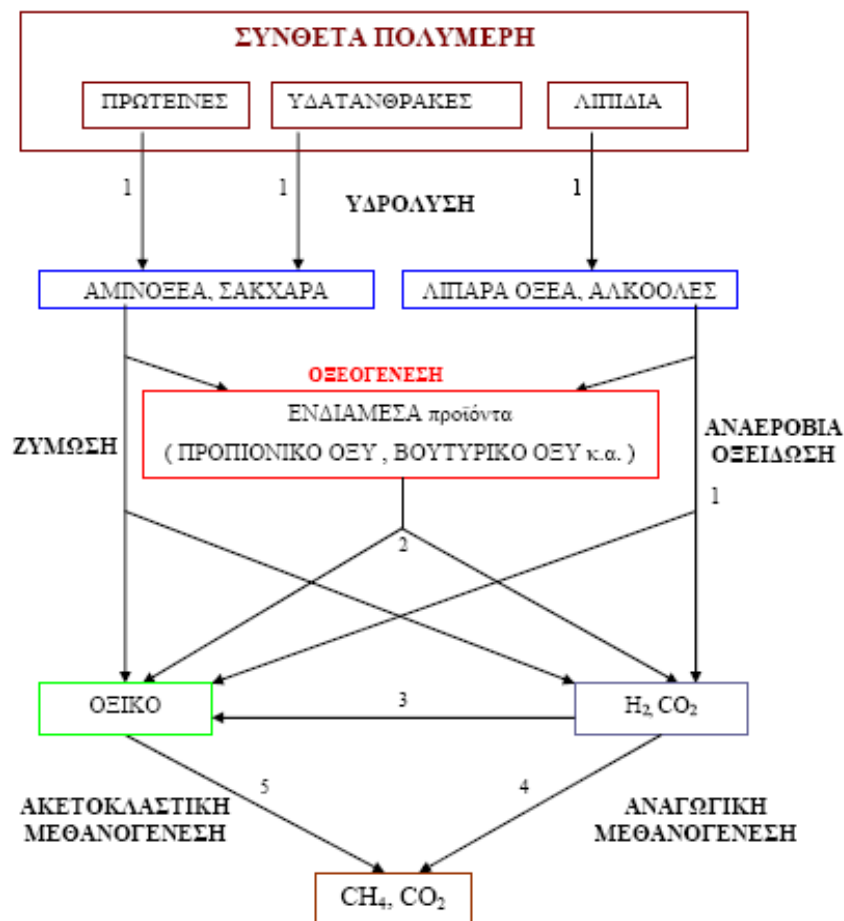 ΣΥΝΘΕΤΑ ΠΟΛΥΜΕΡΗ
ΠΡΩΤΕΙΝΕΣ ΥΔΑΤΑΝΘΡΑΚΕΣ ΛΙΠΙΔΙΑ
1 1 1
ΥΔΡΟΛΥΣΗ
ΑΜΙΝΟΞΕΑ, ΣΑΚΧΑΡΑ ΛΙΠΑΡΑ ΟΞΕΑ, ΑΛΚΟΟΛΕΣ
ΟΞΕΟΓΕΝΕΣΗ
ΕΝΔΙΑΜΕΣΑ προϊόντα
( ΠΡΟΠΙΟΝΙΚΟ ΟΞΥ , ΒΟΥΤΥΡΙΚΟ ΟΞΥ κ.α. )
ΖΥΜΩΣΗ
ΑΝΑΕΡΟΒΙΑ
ΟΞΕΙΔΩΣΗ
1
2
ΟΞΙΚΟ 3 H₂, CO₂
5 4
ΑΚΕΤΟΚΛΑΣΤΙΚΗ
ΜΕΘΑΝΟΓΕΝΕΣΗ
ΑΝΑΓΩΓΙΚΗ
ΜΕΘΑΝΟΓΕΝΕΣΗ
CH₄, CO₂